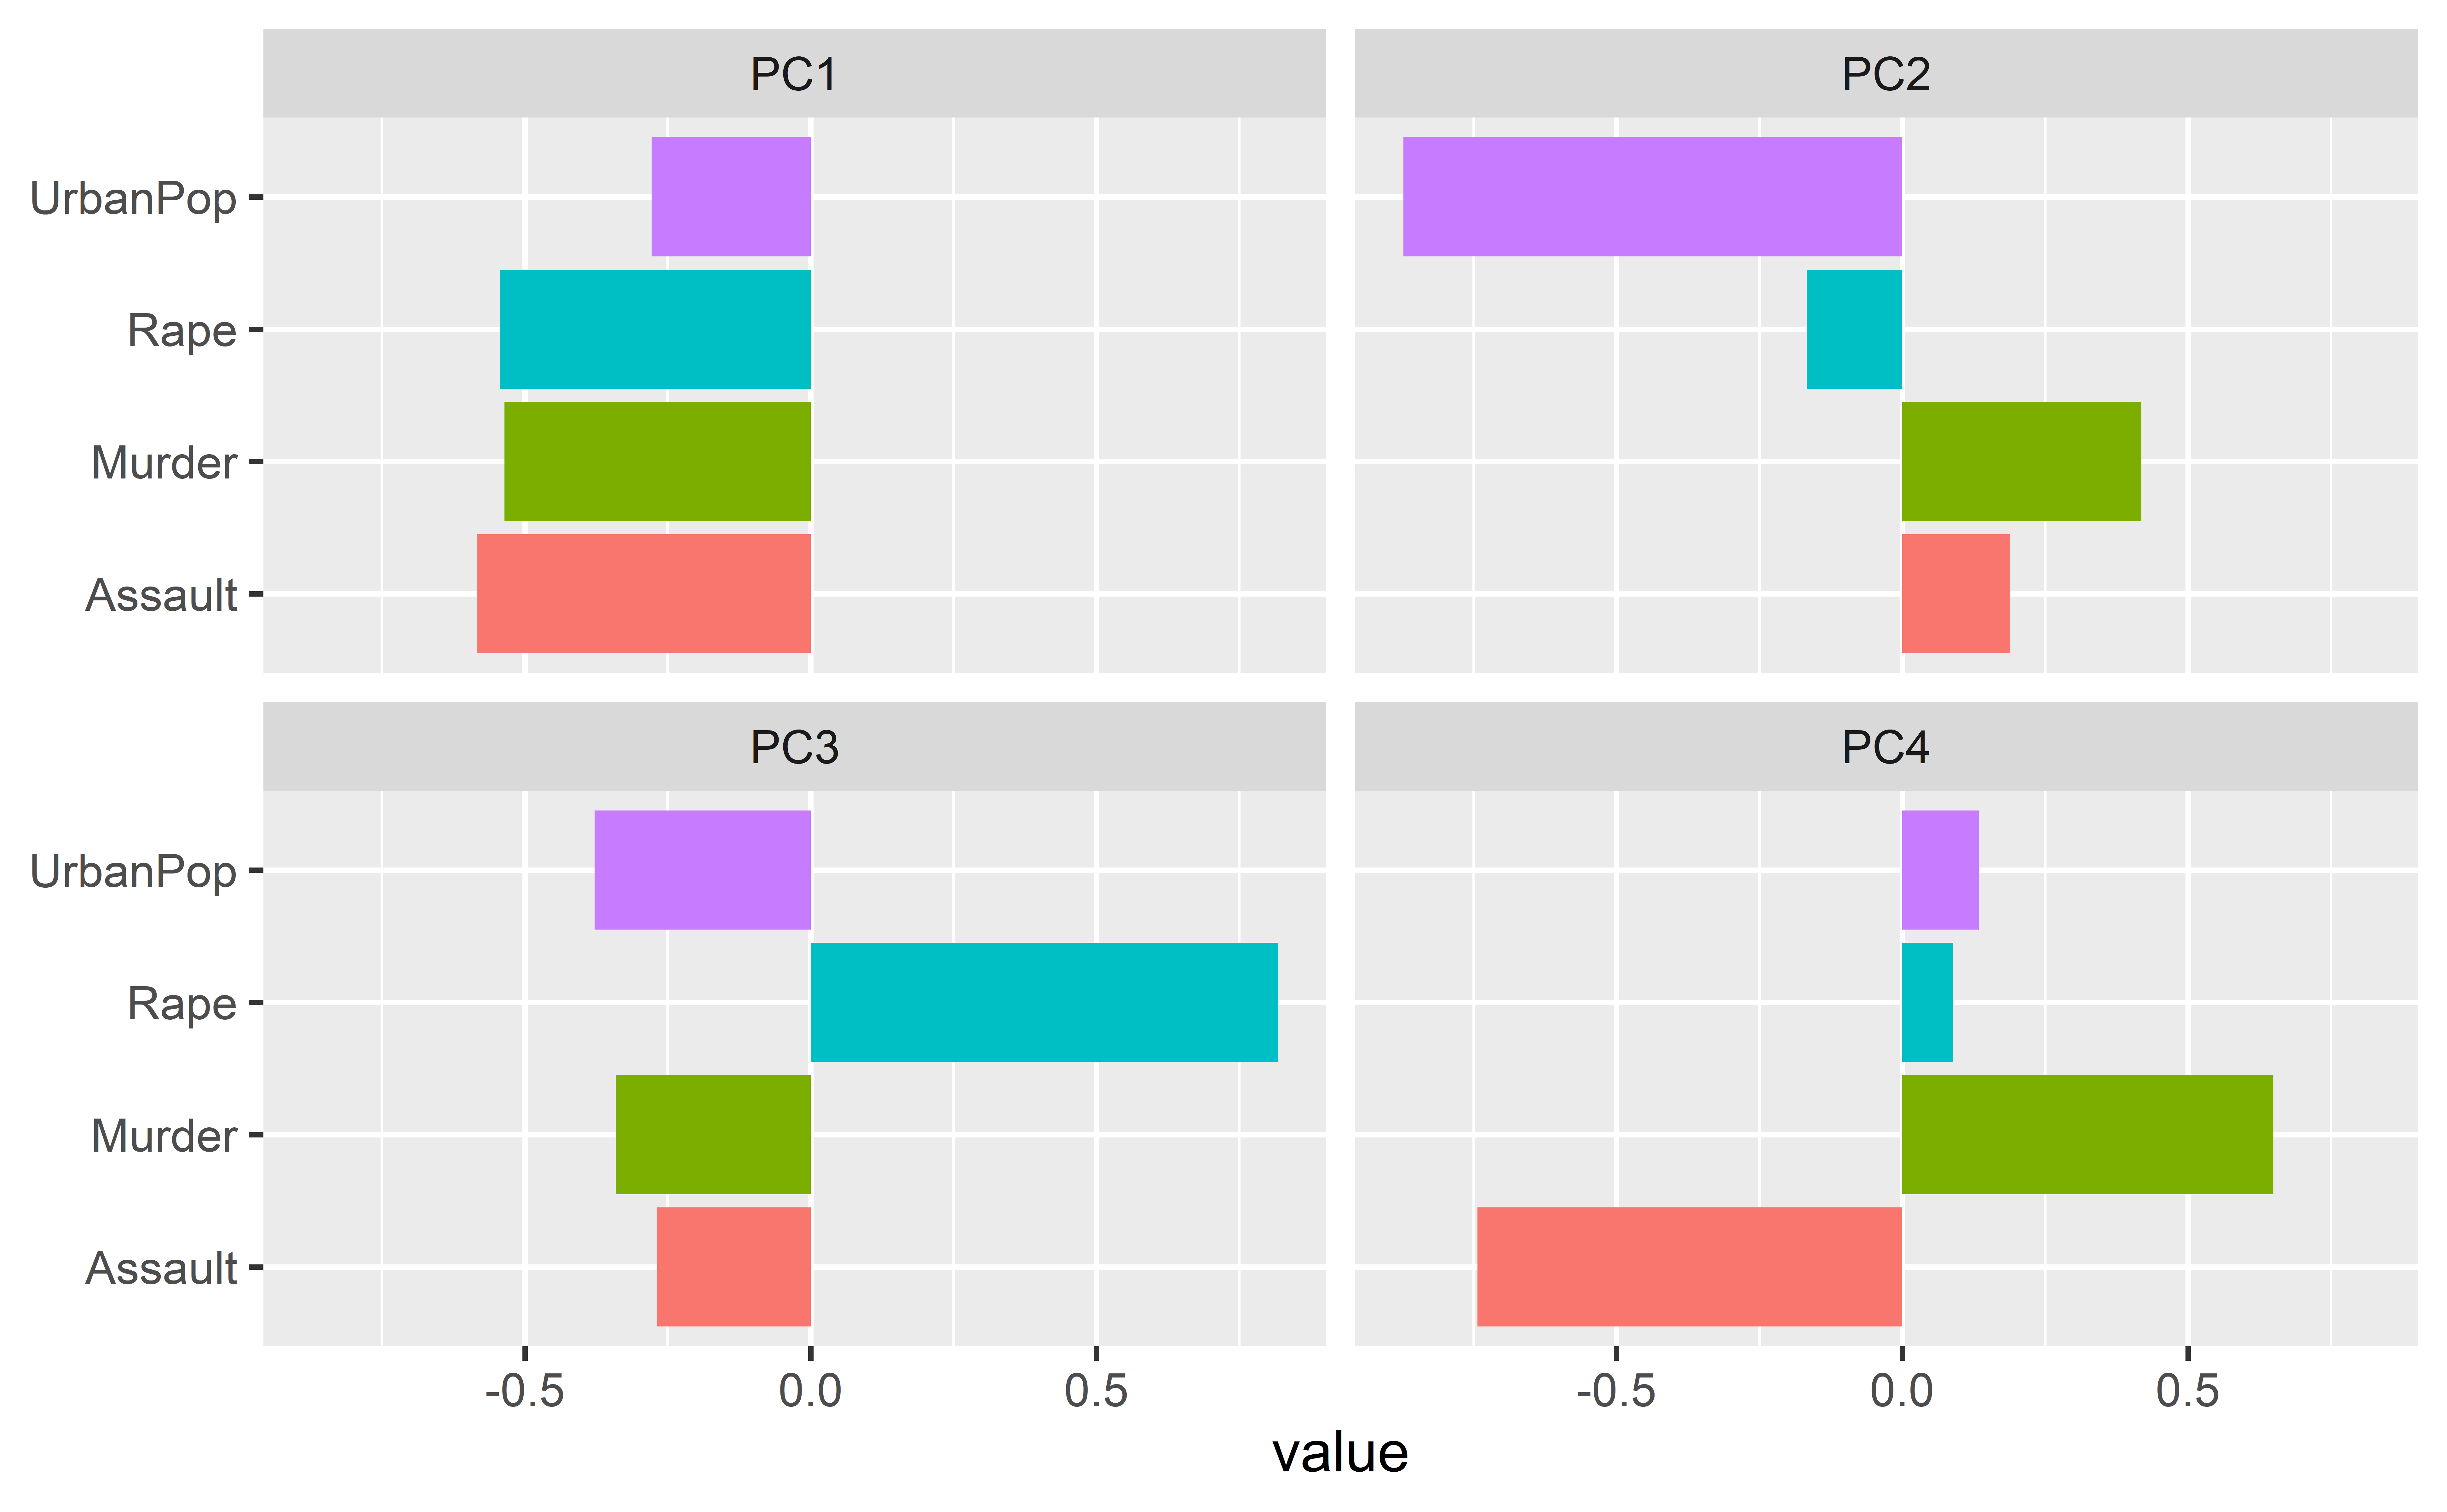 PC1
PC2
UrbanPop
Rape
Murder
Assault
PC3
PC4
UrbanPop
Rape
Murder
Assault
-0.5 0.0 0.5 -0.5 0.0 0.5
value